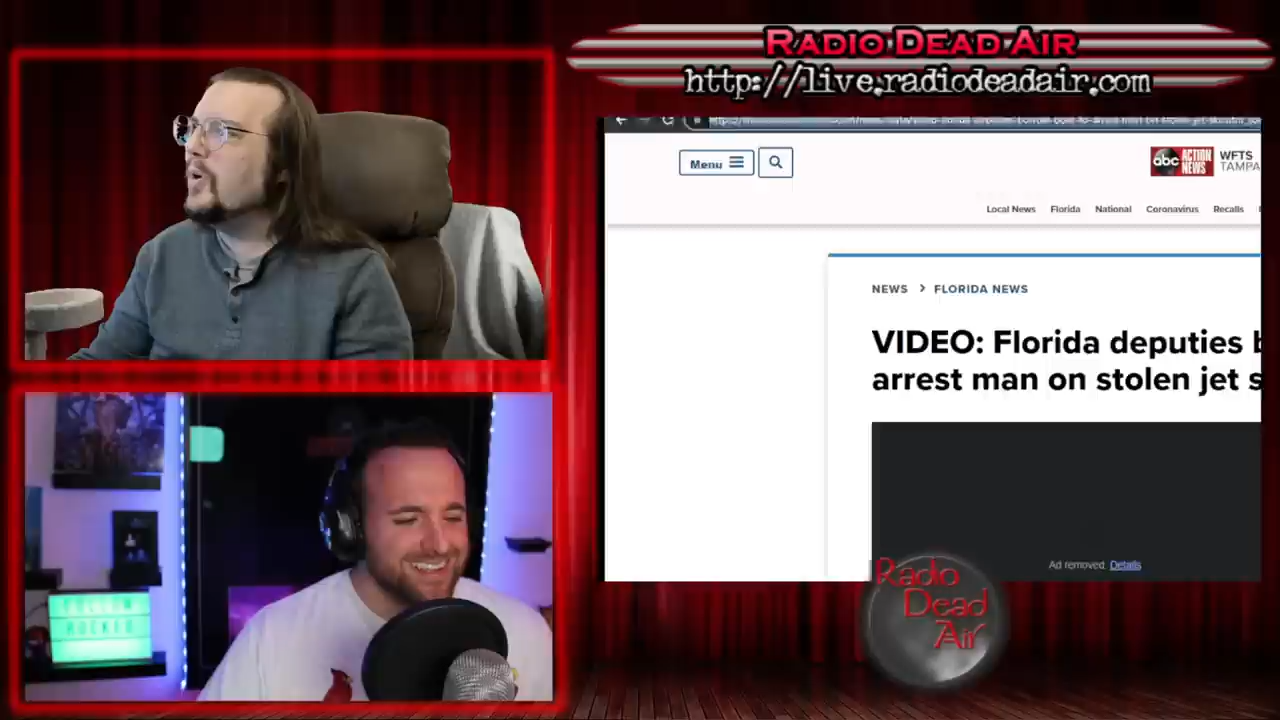 Radio Dead Air
http://live.radiodeadair.com
Menu
abc ACTION NEWS
WFTS
TAMPA
Local News Florida National Coronavirus Recalls
NEWS > FLORIDA NEWS
VIDEO: Florida deputies b
arrest man on stolen jet s
Ad removed. Details
Radio
Dead
Air